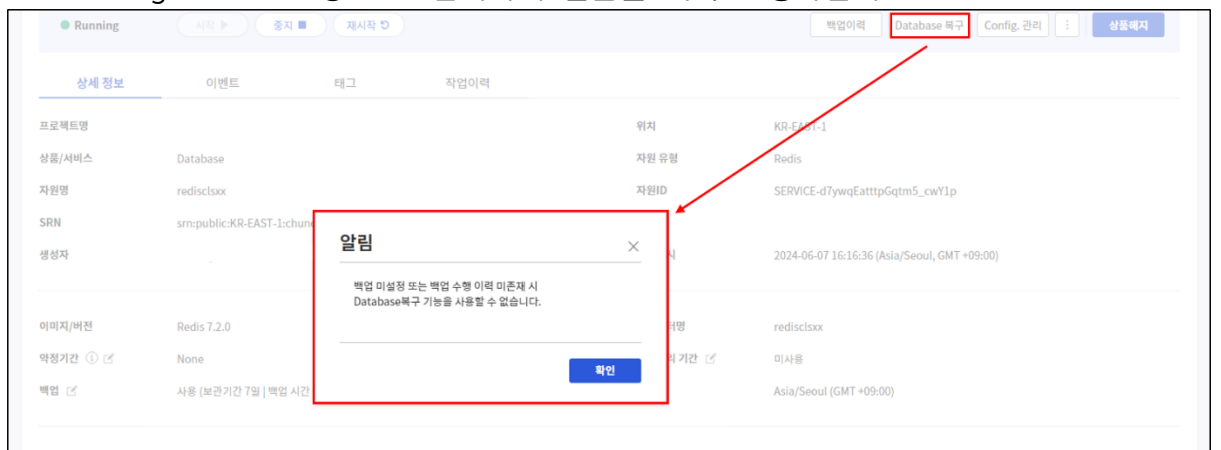 Running 시작 중지 재시작 백업이력 Database 복구 Config. 관리 상품해지
상세 정보 이벤트 태그 작업이력
프로젝트명 위치 KR-EAST-1
상품/서비스 Database 자원 유형 Redis
자원명 redisclsxx 자원ID SERVICE-d7ywqEatttpGqtm5_cwY1p
SRN srn:public:KR-EAST-1:chun
알림
생성자 2024-06-07 16:16:36 (Asia/Seoul, GMT +09:00)
백업 미설정 또는 백업 수행 이력 미존재 시
Database복구 기능을 사용할 수 없습니다.
이미지/버전 Redis 7.2.0 redisclsxx
약정기간 None 기간 미사용
확인
백업 사용 (보관기간 7일 | 백업 시간 Asia/Seoul (GMT +09:00)